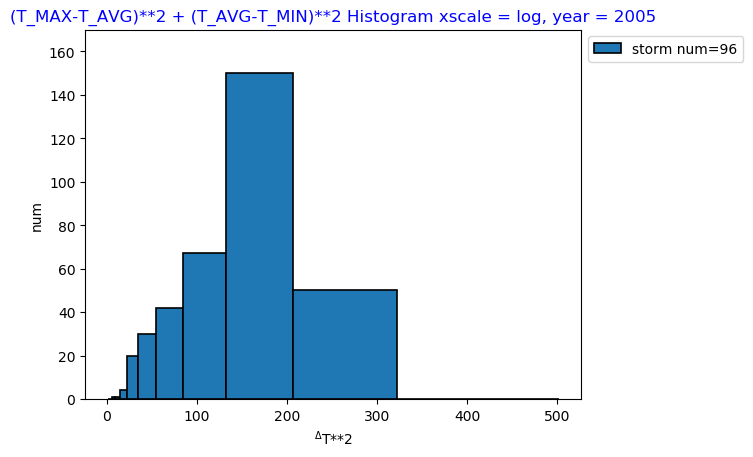 (T_MAX-T_AVG)**2 + (T_AVG-T_MIN)**2 Histogram xscale = log, year = 2005
storm num=96
160
140
120
100
80
60
40
20
0
num
0 100 200 300 400 500
ΔT**2